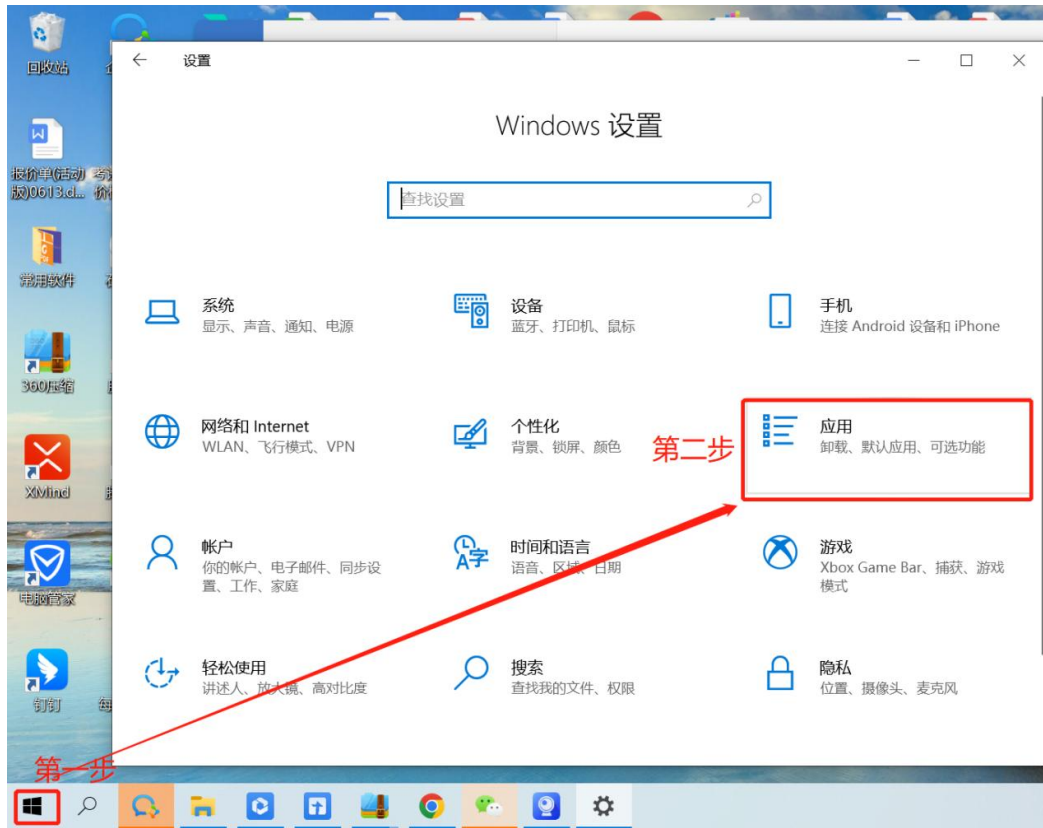 回收站
设置
Windows 设置
报价单(活动
版)0613.d...
查找设置
常用软件
系统
显示、声音、通知、电源
设备
蓝牙、打印机、鼠标
手机
连接 Android 设备和 iPhone
360压缩
网络和 Internet
WLAN、飞行模式、VPN
个性化
背景、锁屏、颜色
第二步
应用
卸载、默认应用、可选功能
XMind
帐户
你的帐户、电子邮件、同步设
置、工作、家庭
时间和语言
语音、区域、日期
游戏
Xbox Game Bar、捕获、游戏
模式
电脑管家
轻松使用
讲述人、放大镜、高对比度
搜索
查找我的文件、权限
隐私
位置、摄像头、麦克风
钉钉
第一步